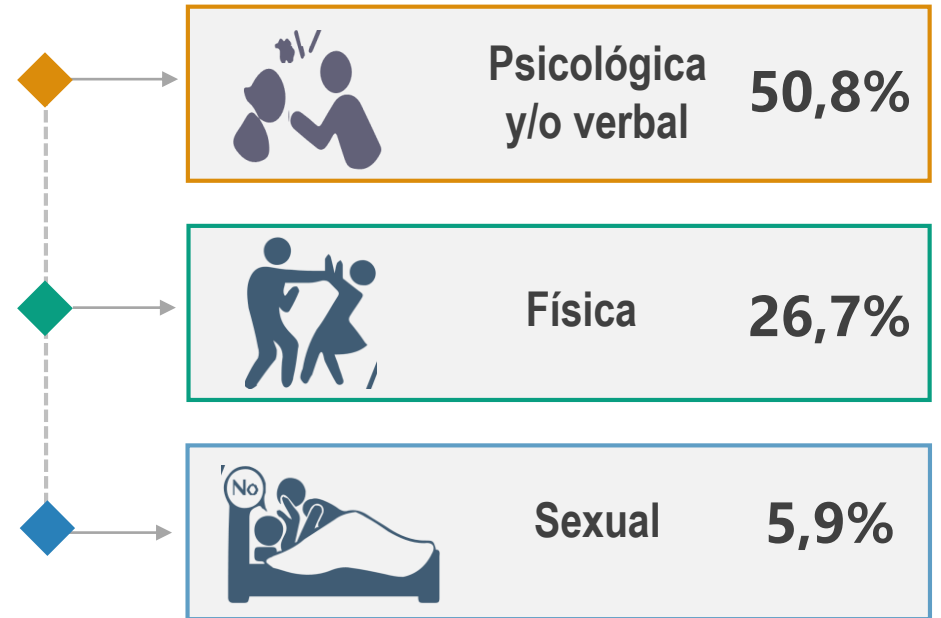 Psicológica
y/o verbal
50,8%
Física
26,7%
No
Sexual
5,9%